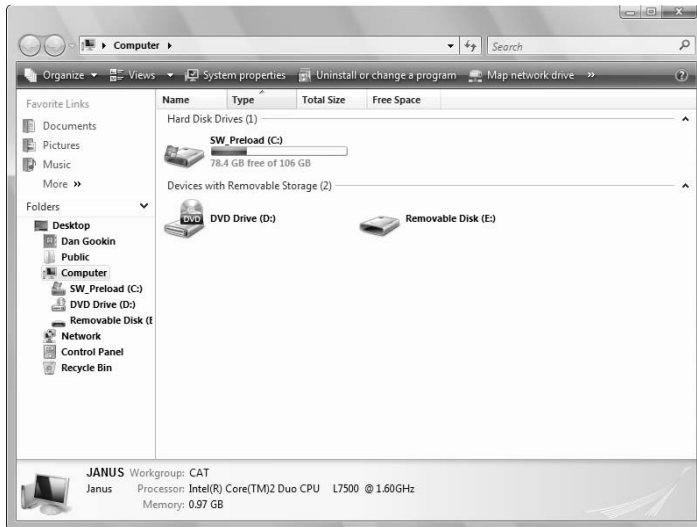 Computer
Search
Organize Views System properties Uninstall or change a program Map network drive »
Favorite Links
Documents
Pictures
Music
More »
Folders
Desktop
Dan Gookin
Public
Computer
SW_Preload (C:)
DVD Drive (D:)
Removable Disk (E
Network
Control Panel
Recycle Bin
Name Type Total Size Free Space
Hard Disk Drives (1)
SW_Preload (C:)
78.4 GB free of 106 GB
Devices with Removable Storage (2)
DVD
DVD Drive (D:)
Removable Disk (E:)
JANUS Workgroup: CAT
Janus Processor: Intel(R) Core(TM)2 Duo CPU L7500 @ 1.60GHz
Memory: 0.97 GB